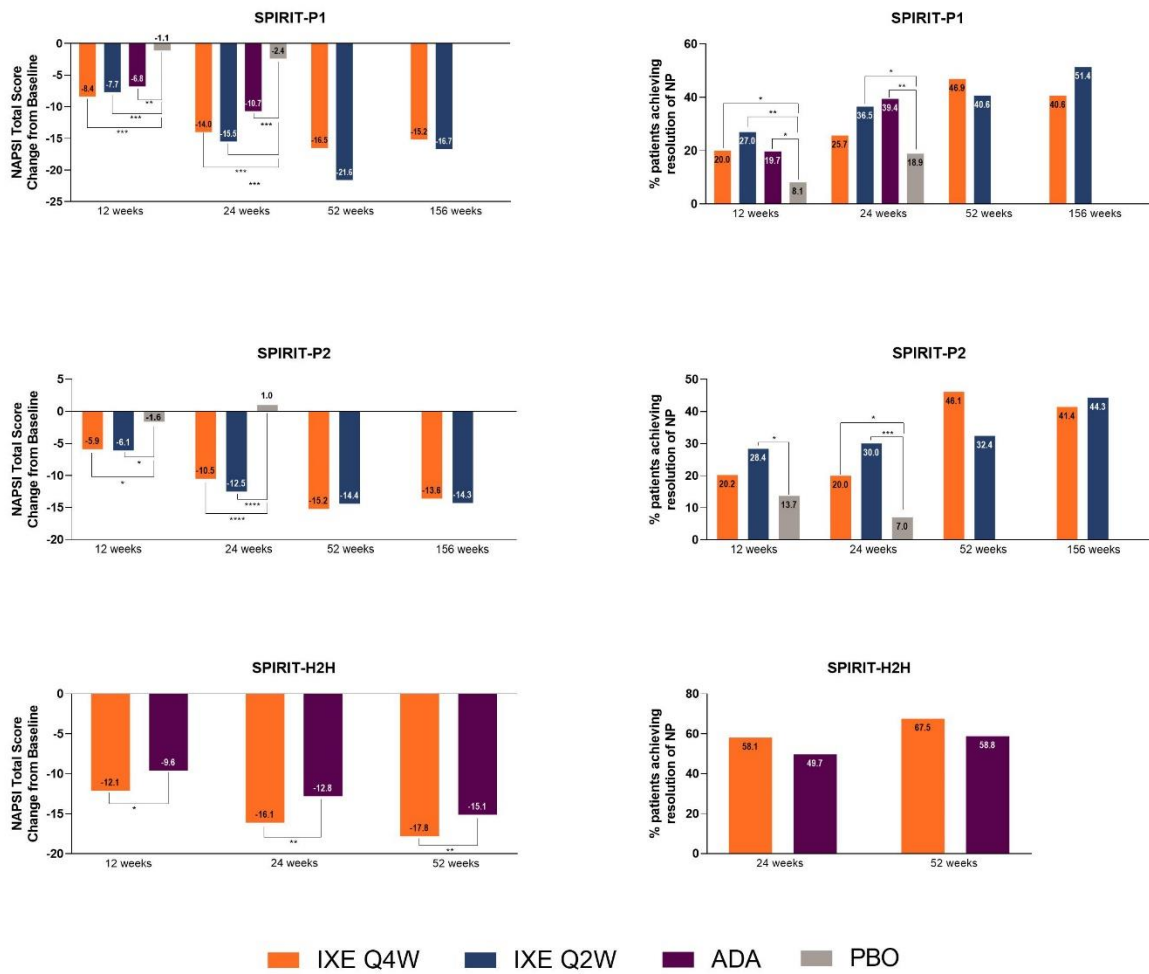 SPIRIT-P1
NAPSI Total Score
Change from Baseline
0
-5
-10
-15
-20
-25
-8.4
-7.7
-6.8
-1.1
**
***
***
-14.0
-15.5
-10.7
-2.4
***
***
***
-16.5
-21.6
-15.2
-16.7
12 weeks
24 weeks
52 weeks
156 weeks
SPIRIT-P1
% patients achieving
resolution of NP
60
40
20
0
*
**
*
20.0
27.0
19.7
8.1
*
**
25.7
36.5
39.4
18.9
46.9
40.6
40.6
51.4
12 weeks
24 weeks
52 weeks
156 weeks
SPIRIT-P2
NAPSI Total Score
Change from Baseline
5
0
-5
-10
-15
-20
-5.9
-6.1
-1.6
*
*
-10.5
-12.5
1.0
****
****
-15.2
-14.4
-13.6
-14.3
12 weeks
24 weeks
52 weeks
156 weeks
SPIRIT-P2
% patients achieving
resolution of NP
50
40
30
20
10
0
*
20.2
28.4
13.7
*
***
20.0
30.0
7.0
46.1
32.4
41.4
44.3
12 weeks
24 weeks
52 weeks
156 weeks
SPIRIT-H2H
NAPSI Total Score
Change from Baseline
0
-5
-10
-15
-20
-12.1
-9.6
*
-16.1
-12.8
**
-17.8
-15.1
**
12 weeks
24 weeks
52 weeks
SPIRIT-H2H
% patients achieving
resolution of NP
80
60
40
20
0
58.1
49.7
67.5
58.8
24 weeks
52 weeks
IXE Q4W
IXE Q2W
ADA
PBO